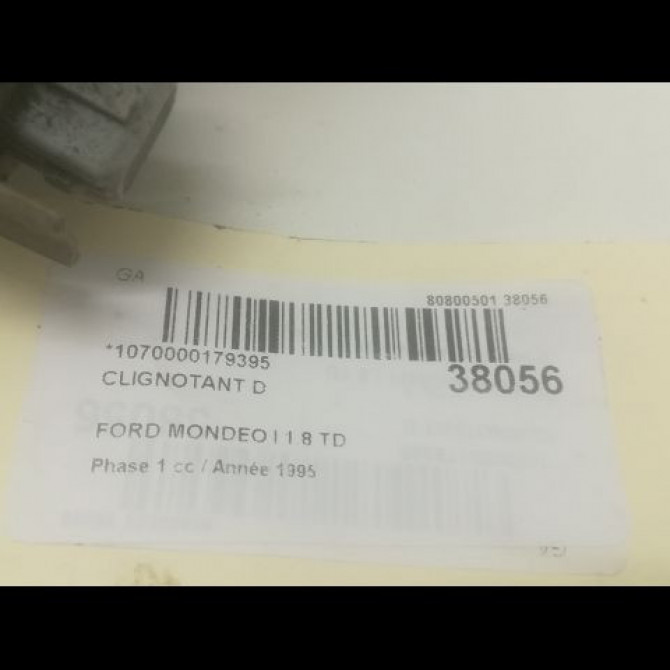 GA
80800501 38056
*1070000179395
38056
CLIGNOTANT D
FORD MONDEO I 1.8 TD
Phase 1 cc / Année 1995